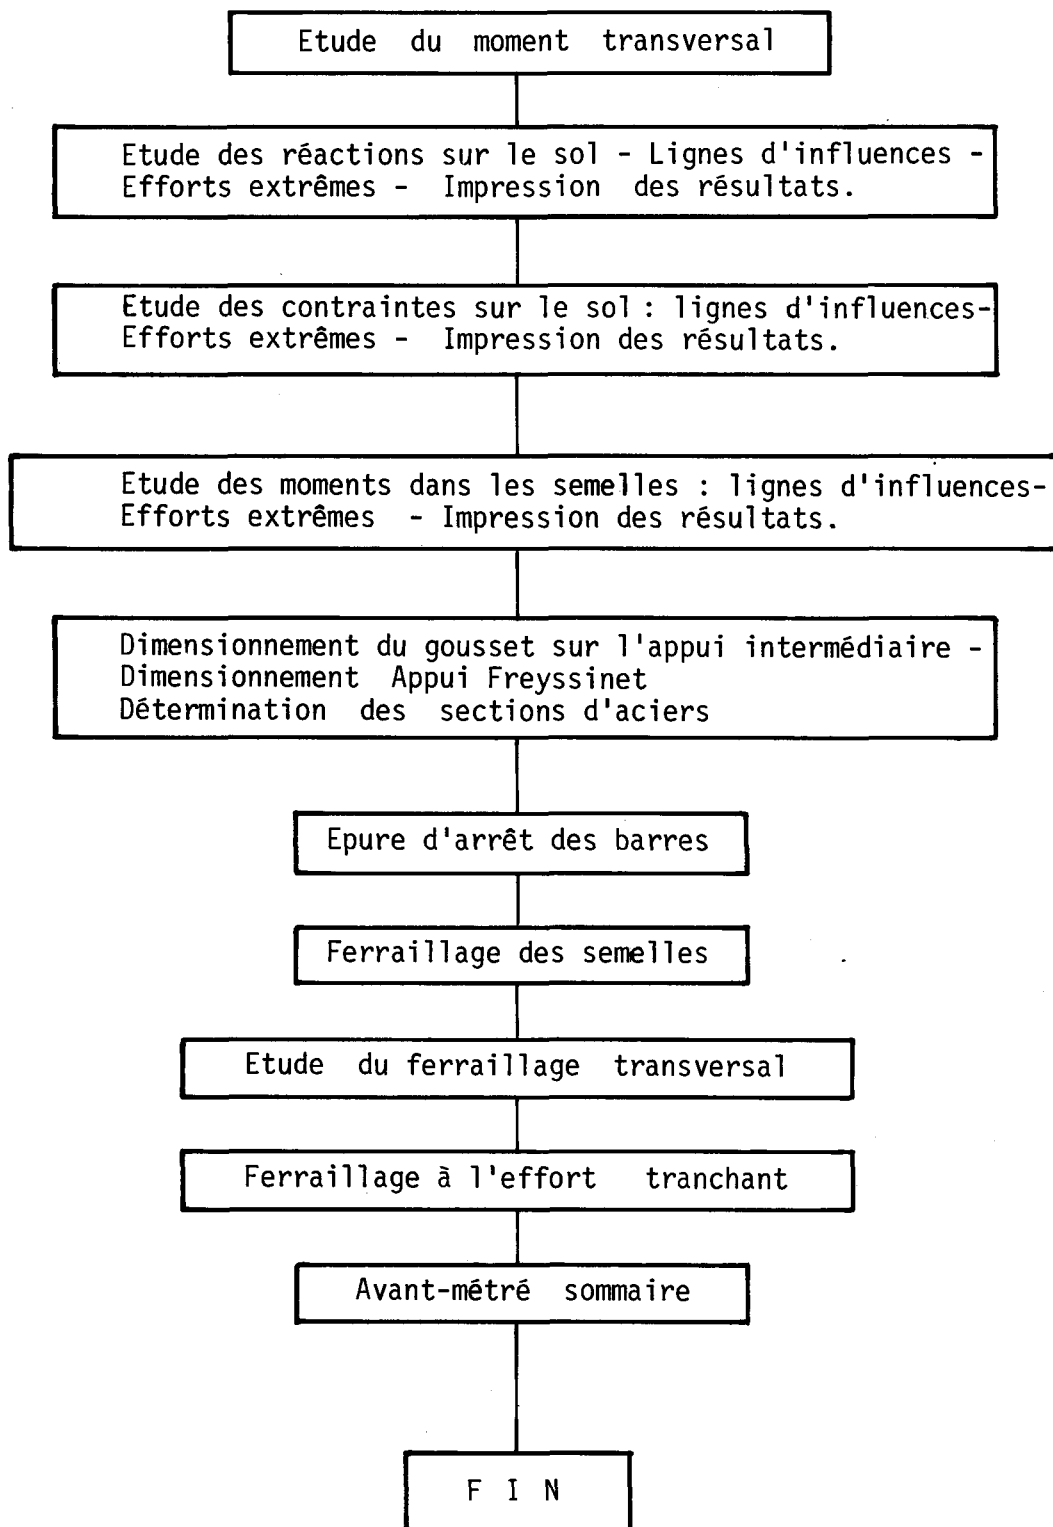 Etude du moment transversal
Etude des réactions sur le sol - Lignes d'influences -
Efforts extrêmes - Impression des résultats.
Etude des contraintes sur le sol : lignes d'influences-
Efforts extrêmes - Impression des résultats.
Etude des moments dans les semelles : lignes d'influences-
Efforts extrêmes - Impression des résultats.
Dimensionnement du gousset sur l'appui intermédiaire -
Dimensionnement Appui Freyssinet
Détermination des sections d'aciers
Epure d'arrêt des barres
Ferraillage des semelles
Etude du ferraillage transversal
Ferraillage à l'effort tranchant
Avant-métré sommaire
F I N